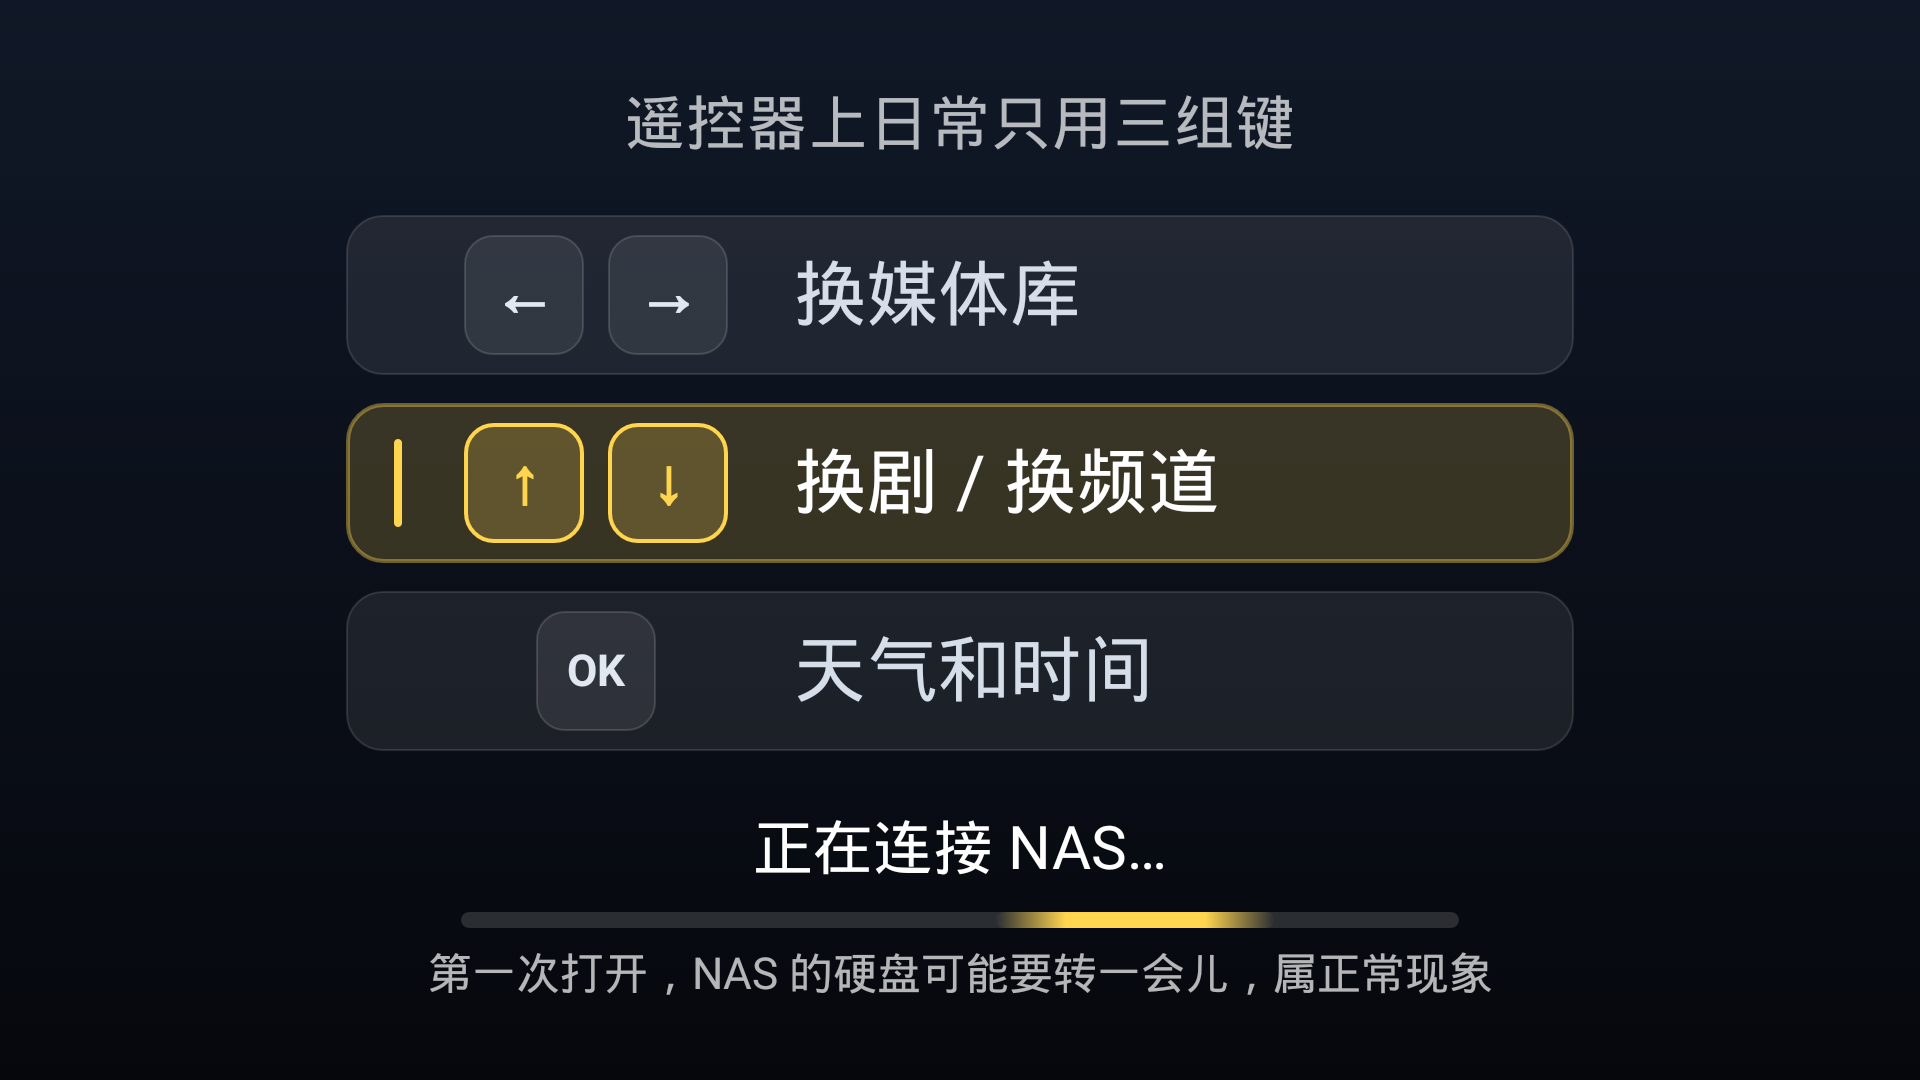 遥控器上日常只用三组键
← → 换媒体库
↑ ↓ 换剧 / 换频道
OK 天气和时间
正在连接 NAS…
第一次打开，NAS 的硬盘可能要转一会儿，属正常现象